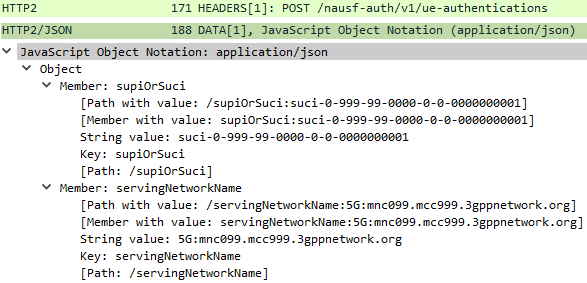 HTTP2 171 HEADERS[1]: POST /nausf-auth/v1/ue-authentications
HTTP2/JSON 188 DATA[1], JavaScript Object Notation (application/json)
JavaScript Object Notation: application/json
Object
Member: supiOrSuci
[Path with value: /supiOrSuci:suci-0-999-99-0000-0-0-0000000001]
[Member with value: supiOrSuci:suci-0-999-99-0000-0-0-0000000001]
String value: suci-0-999-99-0000-0-0-0000000001
Key: supiOrSuci
[Path: /supiOrSuci]
Member: servingNetworkName
[Path with value: /servingNetworkName:5G:mnc099.mcc999.3gppnetwork.org]
[Member with value: servingNetworkName:5G:mnc099.mcc999.3gppnetwork.org]
String value: 5G:mnc099.mcc999.3gppnetwork.org
Key: servingNetworkName
[Path: /servingNetworkName]